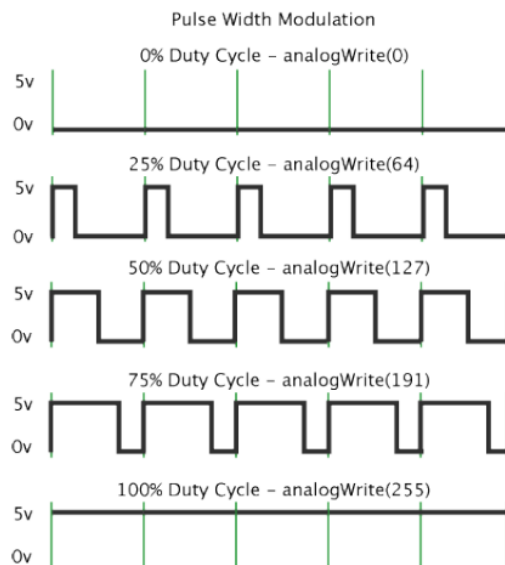 Pulse Width Modulation
0% Duty Cycle – analogWrite(0)
5v
0v
25% Duty Cycle – analogWrite(64)
5v
0v
50% Duty Cycle – analogWrite(127)
5v
0v
75% Duty Cycle – analogWrite(191)
5v
0v
100% Duty Cycle – analogWrite(255)
5v
0v